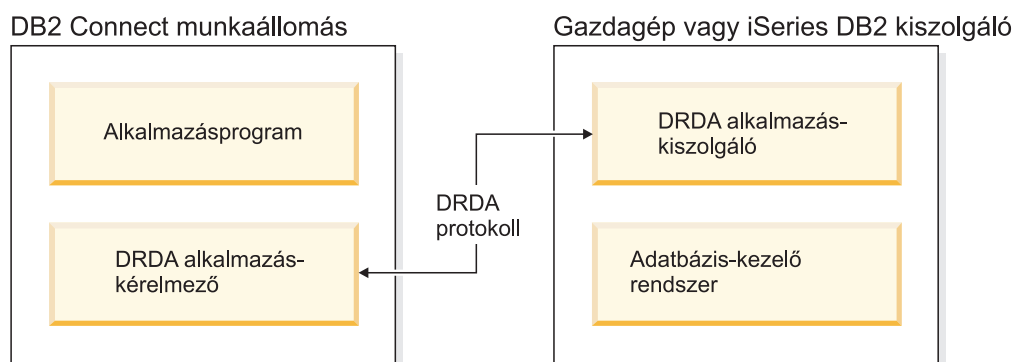 DB2 Connect munkaállomás
Alkalmazásprogram
DRDA alkalmazás-
kérelmező
DRDA
protokoll
Gazdagép vagy iSeries DB2 kiszolgáló
DRDA alkalmazás-
kiszolgáló
Adatbázis-kezelő
rendszer